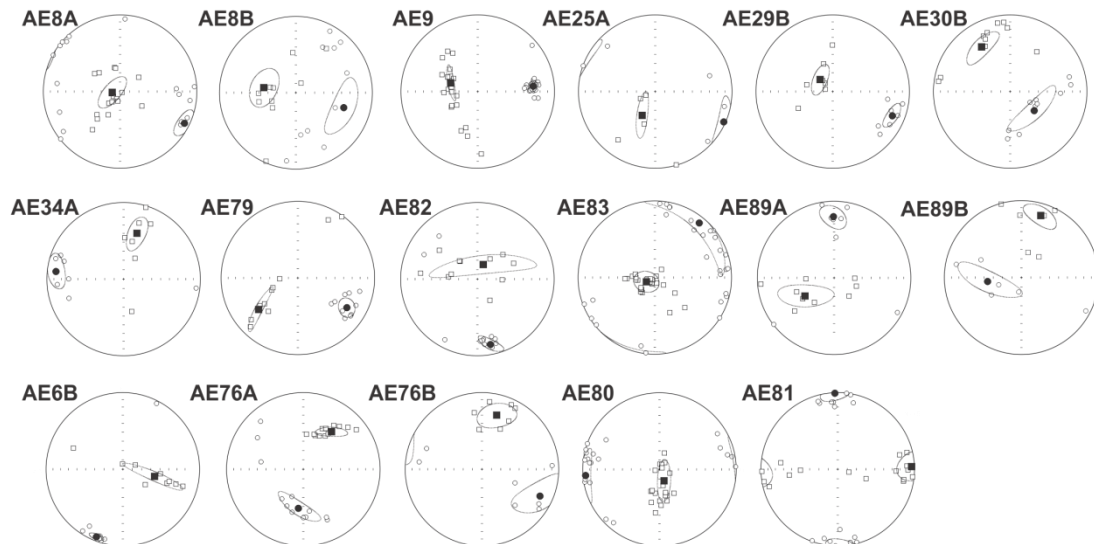 AE8A AE8B AE9 AE25A AE29B AE30B
AE34A AE79 AE82 AE83 AE89A AE89B
AE6B AE76A AE76B AE80 AE81